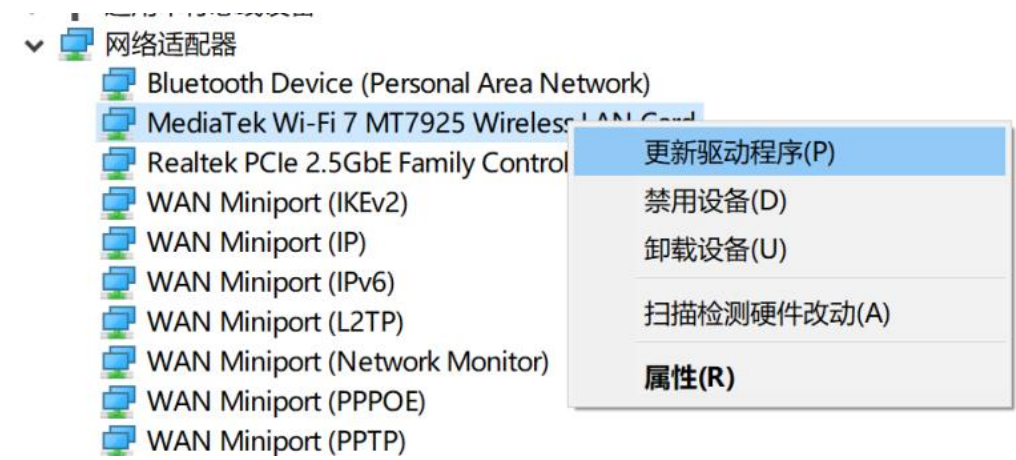 网络适配器
Bluetooth Device (Personal Area Network)
MediaTek Wi-Fi 7 MT7925 Wireless LAN Card
Realtek PCIe 2.5GbE Family Control
WAN Miniport (IKEv2)
WAN Miniport (IP)
WAN Miniport (IPv6)
WAN Miniport (L2TP)
WAN Miniport (Network Monitor)
WAN Miniport (PPPOE)
WAN Miniport (PPTP)
更新驱动程序(P)
禁用设备(D)
卸载设备(U)
扫描检测硬件改动(A)
属性(R)